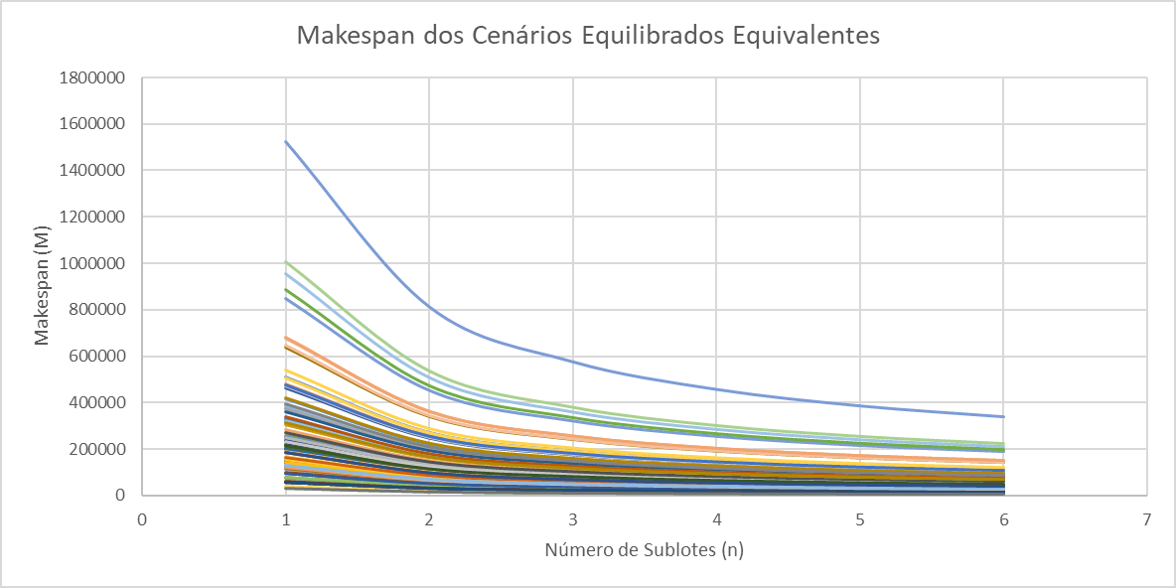 Makespan dos Cenários Equilibrados Equivalentes
1800000
1600000
1400000
1200000
1000000
800000
600000
400000
200000
0
Makespan (M)
0 1 2 3 4 5 6 7
Número de Sublotes (n)